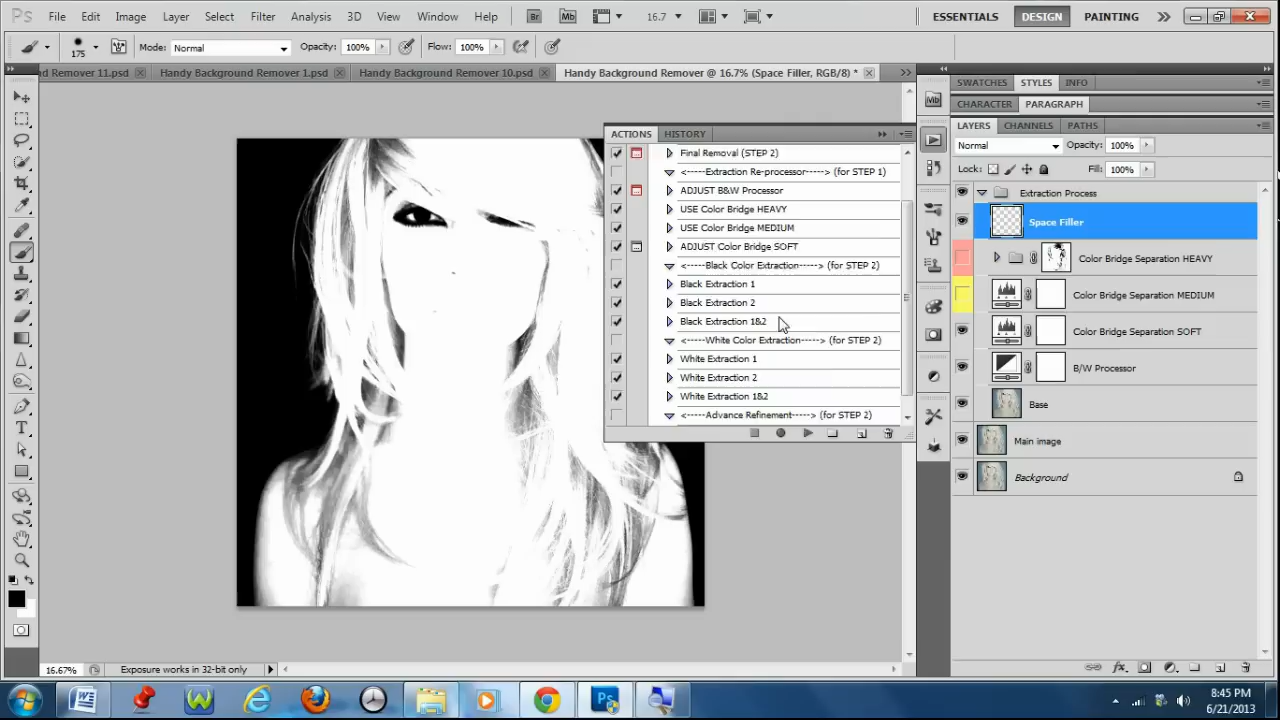 Ps File Edit Image Layer Select Filter Analysis 3D View Window Help Br Mb 16.7 ESSENTIALS DESIGN PAINTING
175 Mode: Normal Opacity: 100% Flow: 100%
nd Remover 11.psd Handy Background Remover 1.psd Handy Background Remover 10.psd Handy Background Remover @ 16.7% (Space Filler, RGB/8) *
SWATCHES STYLES INFO
CHARACTER PARAGRAPH
LAYERS CHANNELS PATHS
Normal Opacity: 100%
Lock: Fill: 100%
Mb
ACTIONS HISTORY
Final Removal (STEP 2)
<-----Extraction Re-processor-----> (for STEP 1)
ADJUST B&W Processor
USE Color Bridge HEAVY
USE Color Bridge MEDIUM
ADJUST Color Bridge SOFT
<-----Black Color Extraction-----> (for STEP 2)
Black Extraction 1
Black Extraction 2
Black Extraction 1&2
<-----White Color Extraction-----> (for STEP 2)
White Extraction 1
White Extraction 2
White Extraction 1&2
<-----Advance Refinement-----> (for STEP 2)
Extraction Process
Space Filler
Color Bridge Separation HEAVY
Color Bridge Separation MEDIUM
Color Bridge Separation SOFT
B/W Processor
Base
Main image
Background
16.67% Exposure works in 32-bit only
8:45 PM
6/21/2013